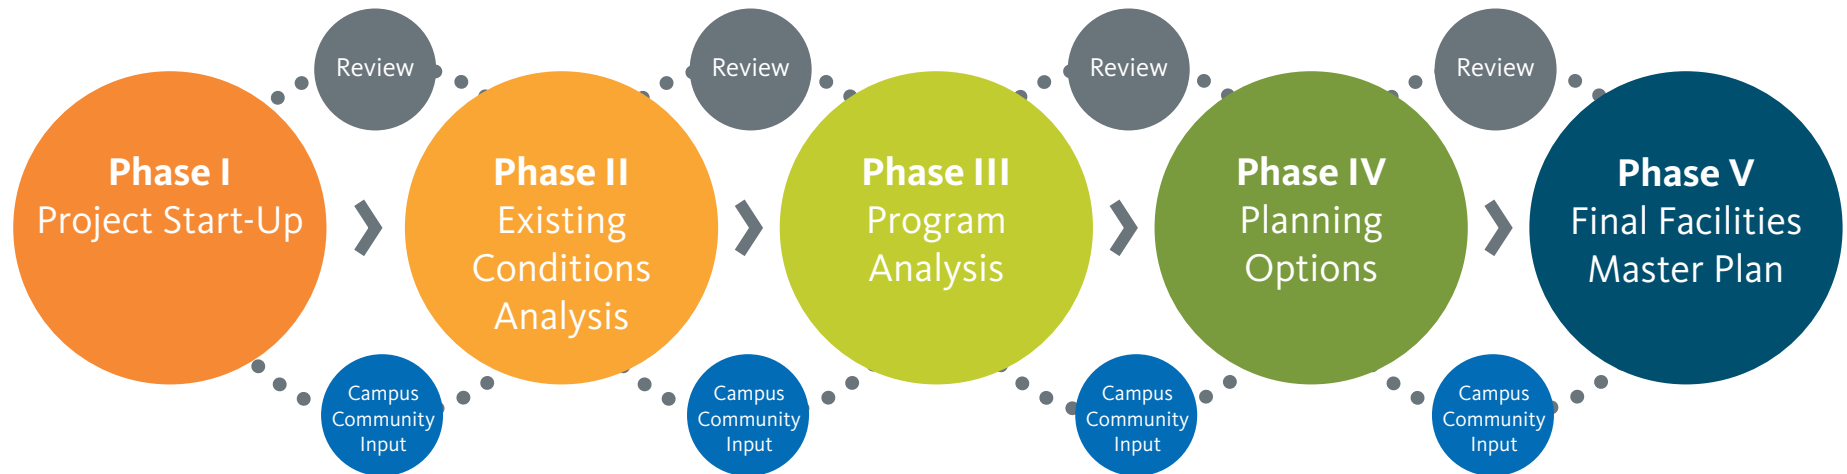 Review
Review
Review
Review
Phase I
Project Start-Up
Phase II
Existing
Conditions
Analysis
Phase III
Program
Analysis
Phase IV
Planning
Options
Phase V
Final Facilities
Master Plan
Campus
Community
Input
Campus
Community
Input
Campus
Community
Input
Campus
Community
Input